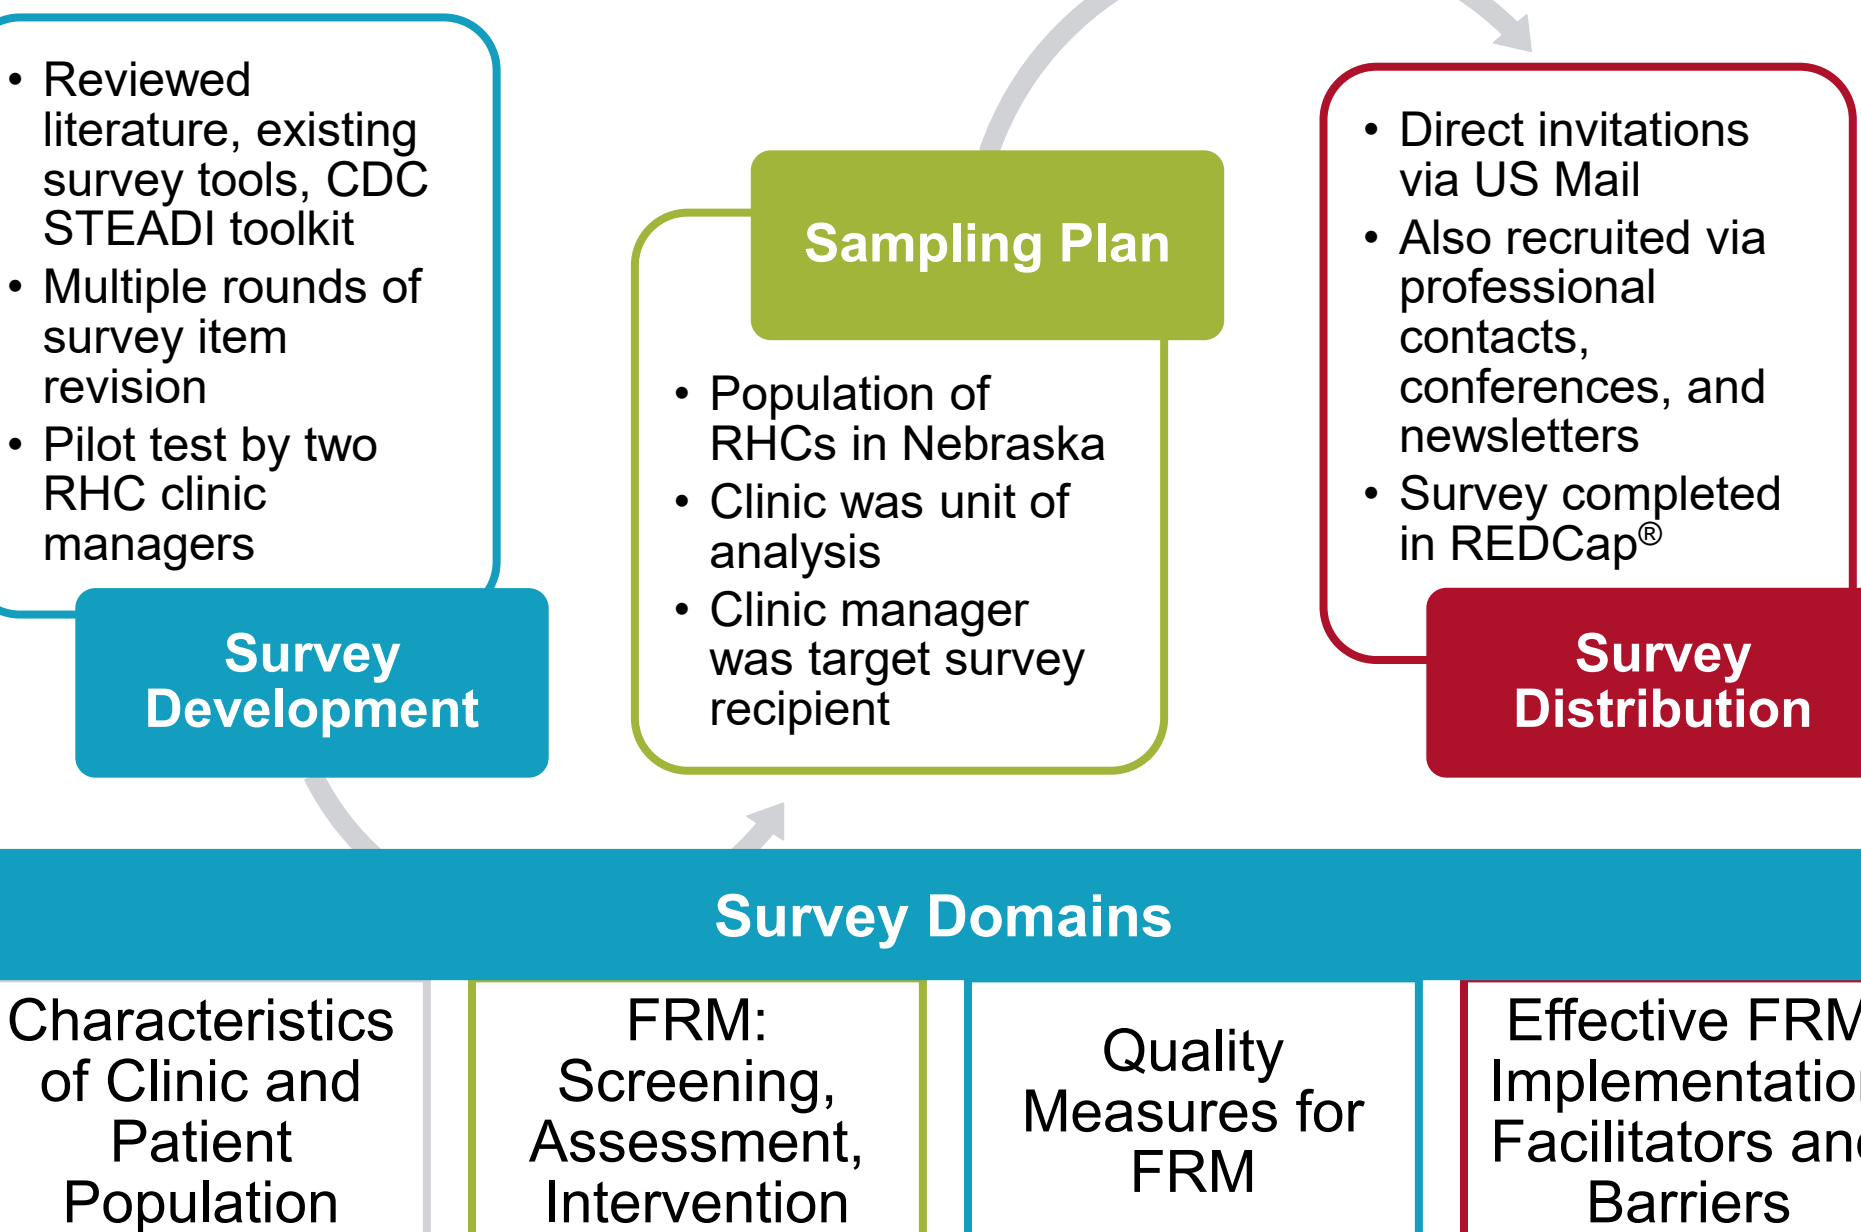 • Reviewed
literature, existing
survey tools, CDC
STEADI toolkit
• Multiple rounds of
survey item
revision
• Pilot test by two
RHC clinic
managers
Survey
Development
Sampling Plan
• Population of
RHCs in Nebraska
• Clinic was unit of
analysis
• Clinic manager
was target survey
recipient
• Direct invitations
via US Mail
• Also recruited via
professional
contacts,
conferences, and
newsletters
• Survey completed
in REDCap®
Survey
Distribution
Survey Domains
Characteristics
of Clinic and
Patient
Population
FRM:
Screening,
Assessment,
Intervention
Quality
Measures for
FRM
Effective FRM
Implementation
Facilitators and
Barriers